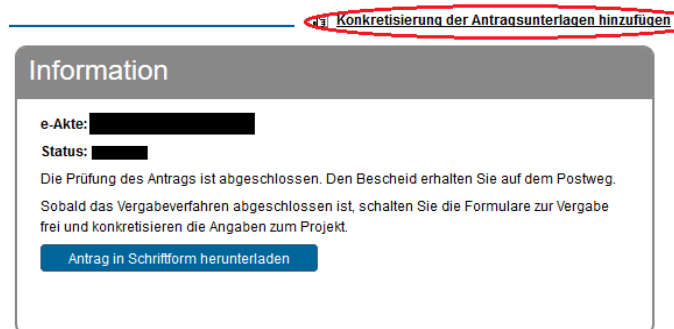 Konkretisierung der Antragsunterlagen hinzufügen
Information
e-Akte:
Status:
Die Prüfung des Antrags ist abgeschlossen. Den Bescheid erhalten Sie auf dem Postweg.
Sobald das Vergabeverfahren abgeschlossen ist, schalten Sie die Formulare zur Vergabe
frei und konkretisieren die Angaben zum Projekt.
Antrag in Schriftform herunterladen